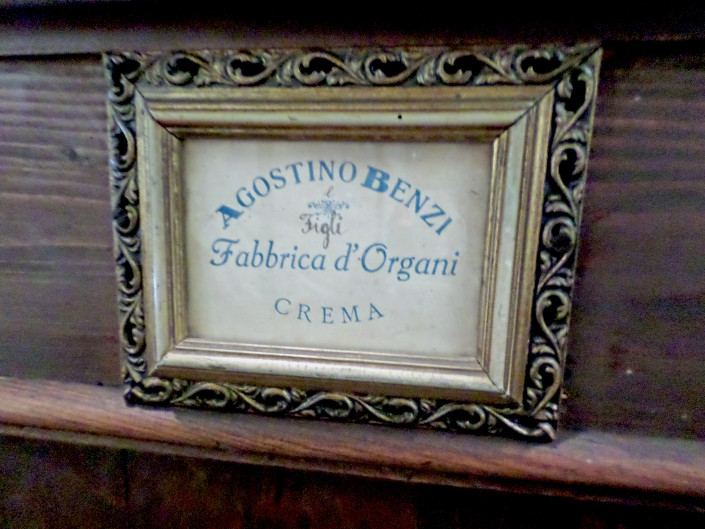 AGOSTINO BENZI
e
Figli
Fabbrica d'Organi
CREMA